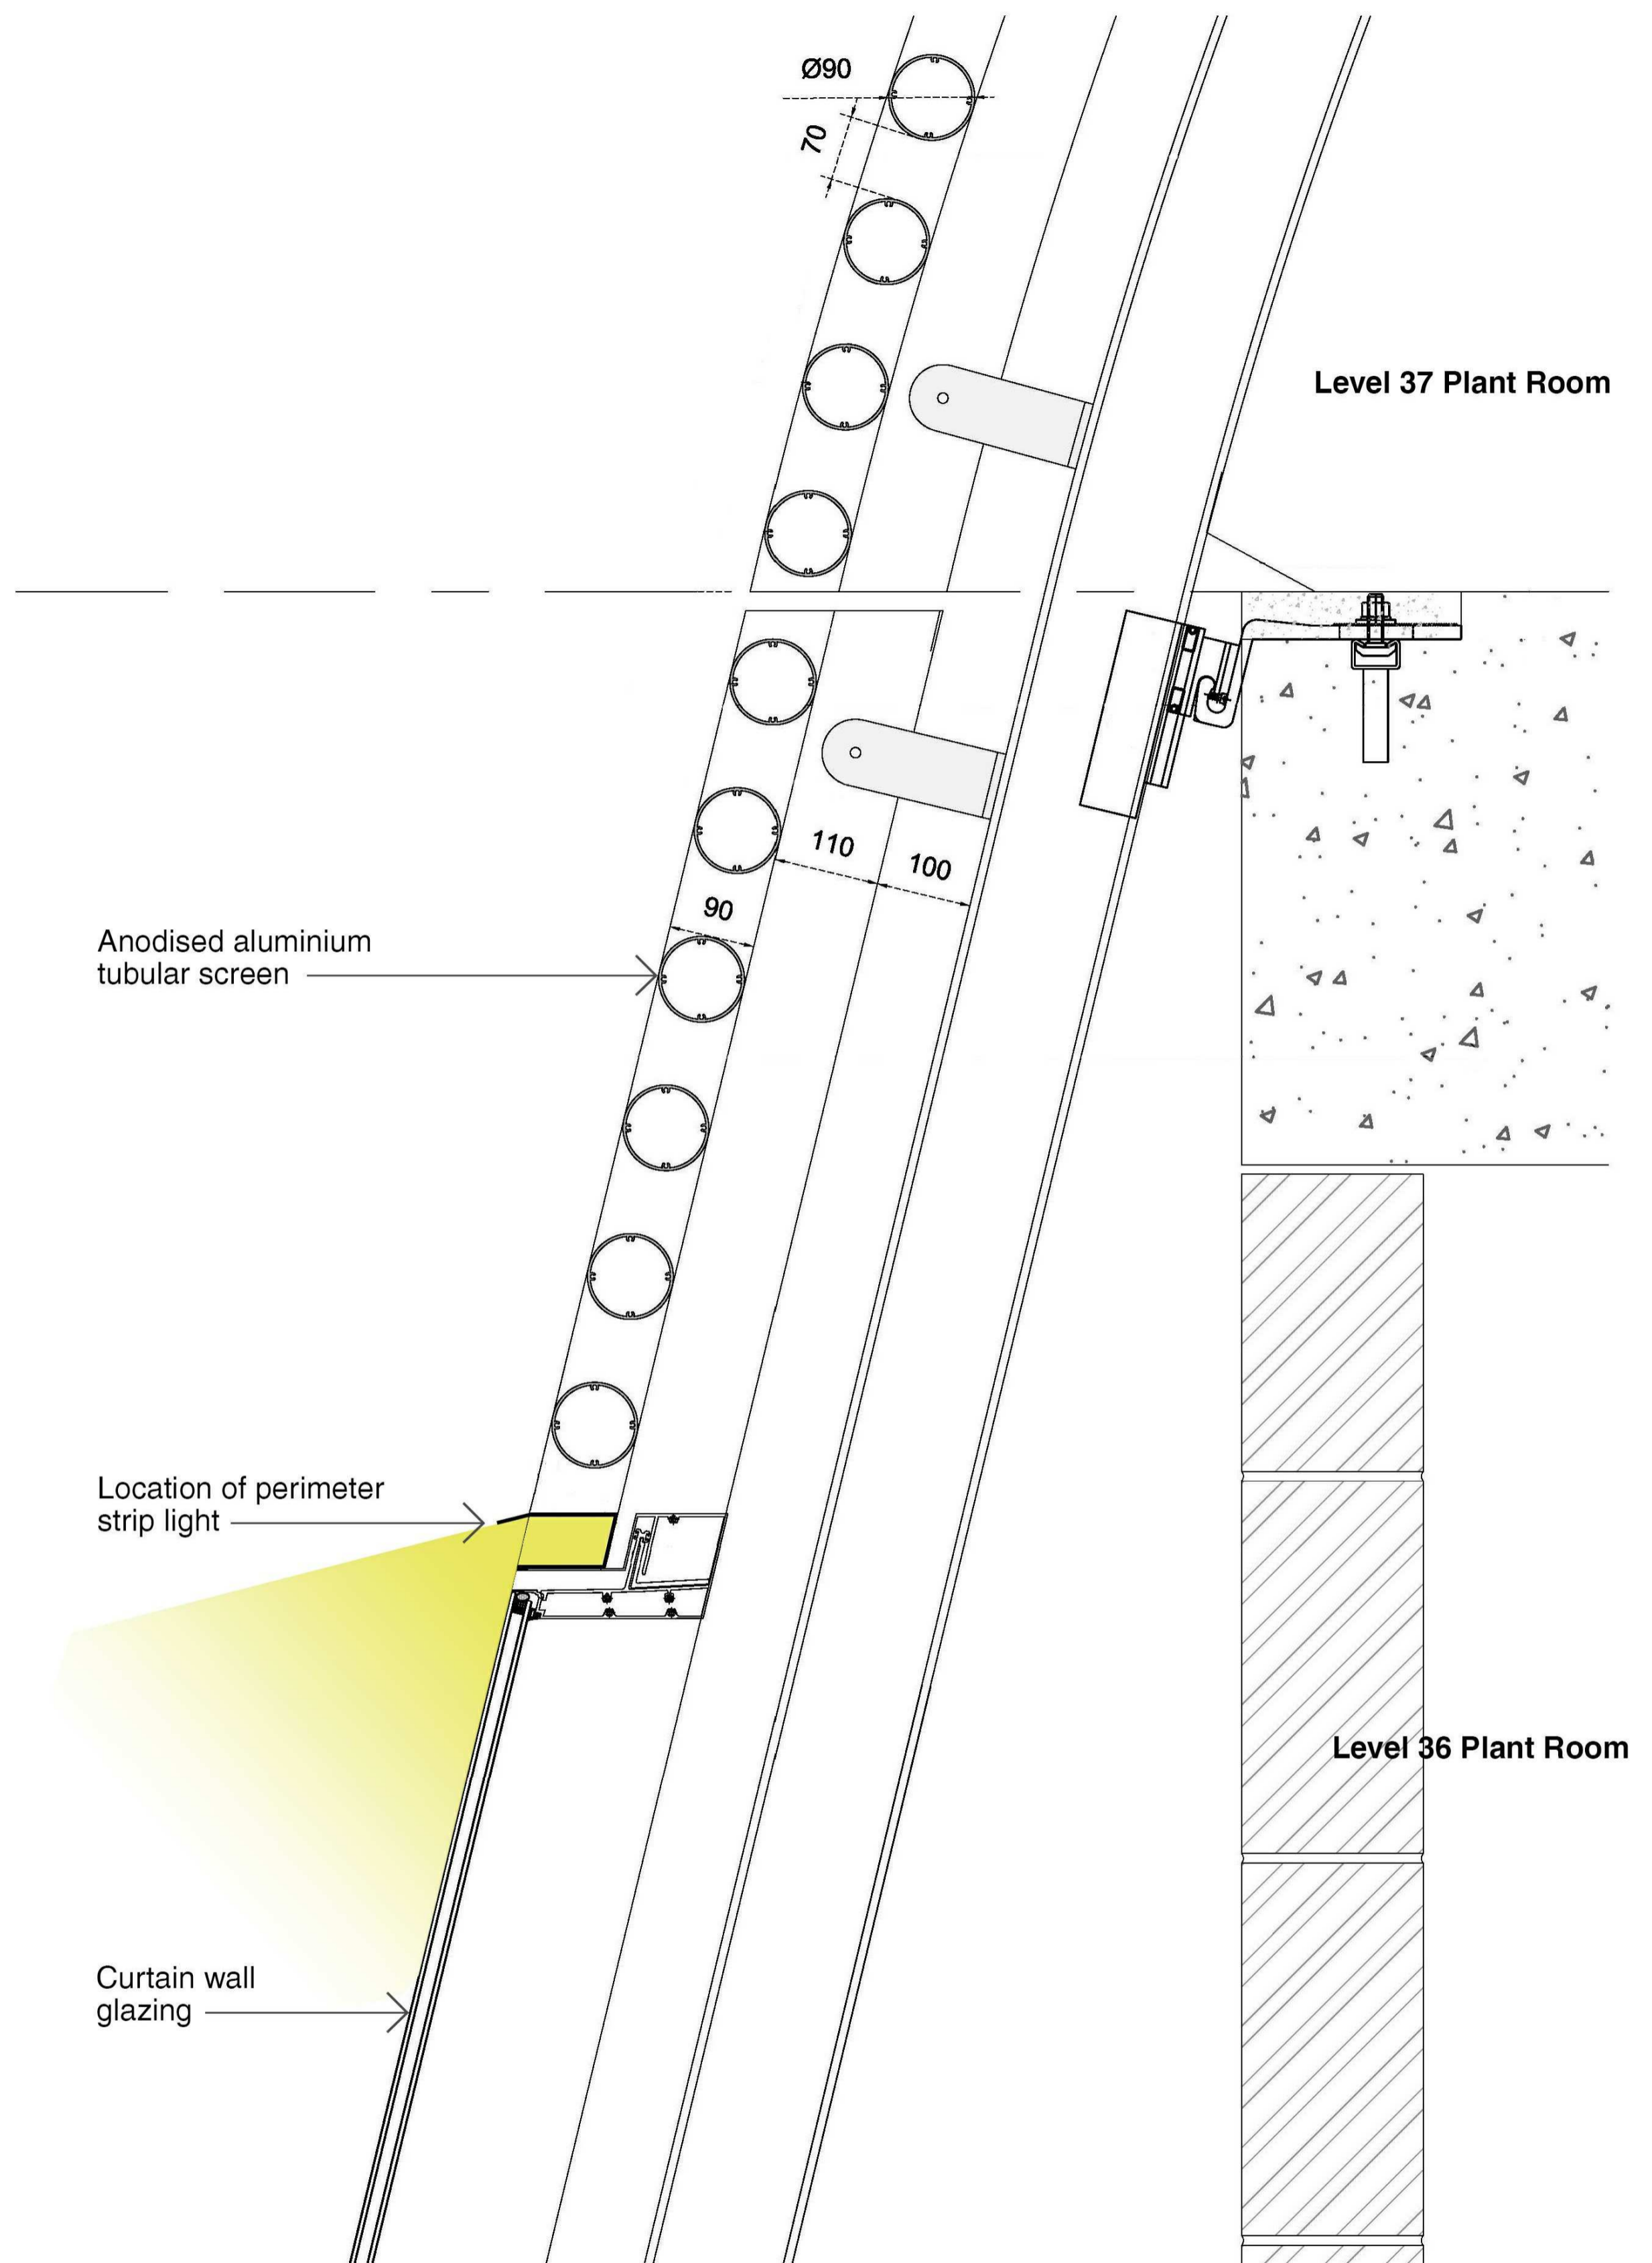 Ø90
70
Level 37 Plant Room
110
100
90
Anodised aluminium
tubular screen
Location of perimeter
strip light
Level 36 Plant Room
Curtain wall
glazing